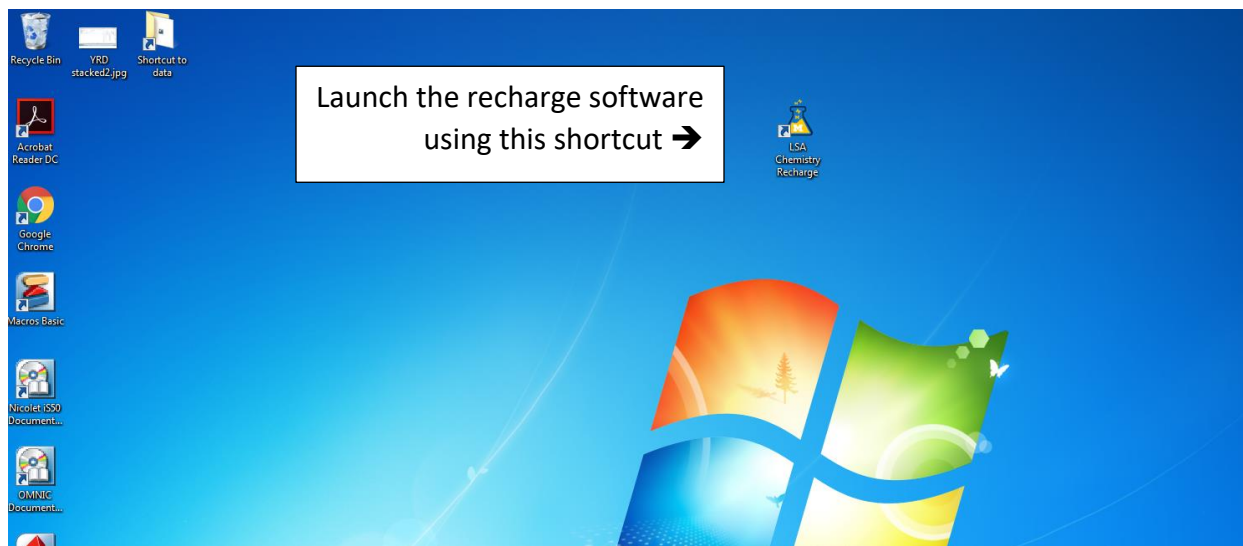 Recycle Bin
YRD
stacked2.jpg
Shortcut to
data
Launch the recharge software
using this shortcut ➔
LSA
Chemistry
Recharge
Acrobat
Reader DC
Google
Chrome
Macros Basic
Nicolet iS50
Document...
OMNIC
Document...